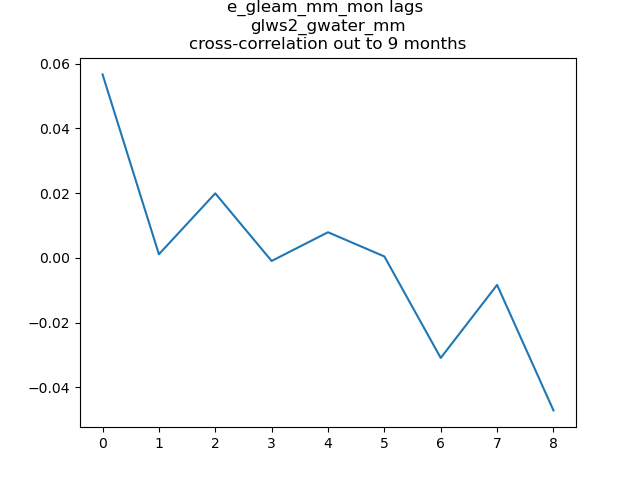 e_gleam_mm_mon lags
glws2_gwater_mm
cross-correlation out to 9 months
0.06
0.04
0.02
0.00
−0.02
−0.04
0 1 2 3 4 5 6 7 8